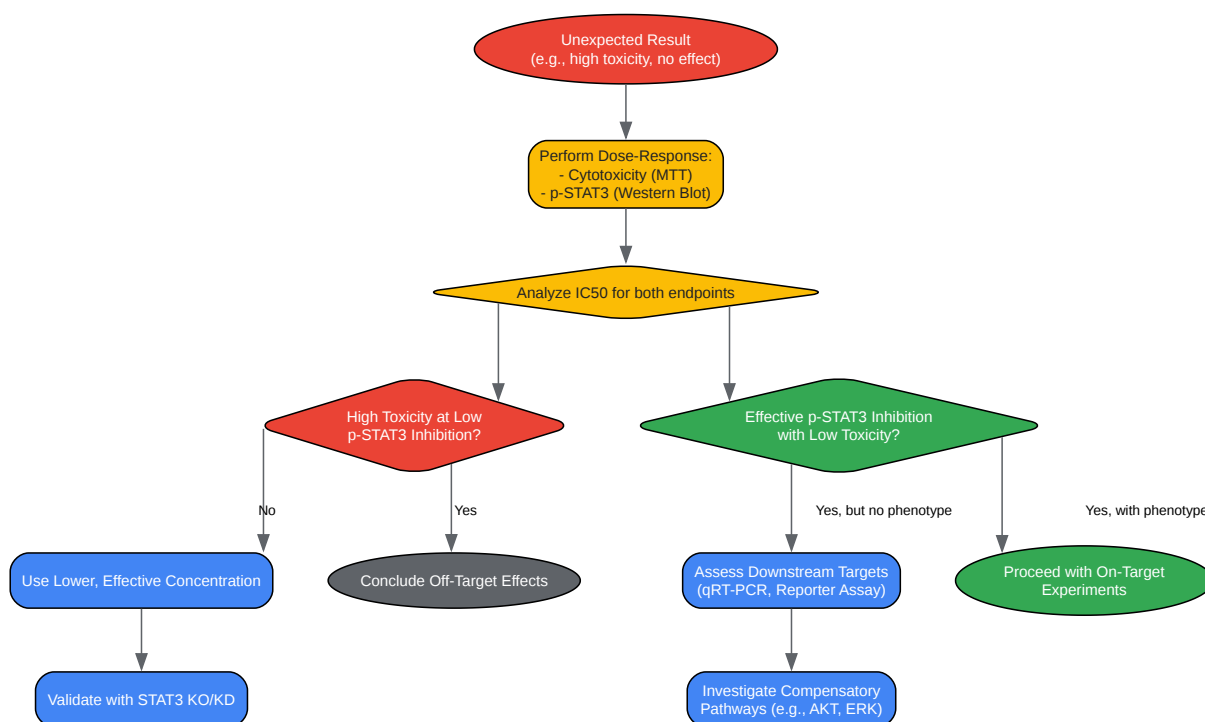 Unexpected Result
(e.g., high toxicity, no effect)
Perform Dose-Response:
- Cytotoxicity (MTT)
- p-STAT3 (Western Blot)
Analyze IC50 for both endpoints
High Toxicity at Low
p-STAT3 Inhibition?
Effective p-STAT3 Inhibition
with Low Toxicity?
No
Yes
Yes, but no phenotype
Yes, with phenotype
Use Lower, Effective Concentration
Conclude Off-Target Effects
Assess Downstream Targets
(qRT-PCR, Reporter Assay)
Proceed with On-Target
Experiments
Validate with STAT3 KO/KD
Investigate Compensatory
Pathways (e.g., AKT, ERK)